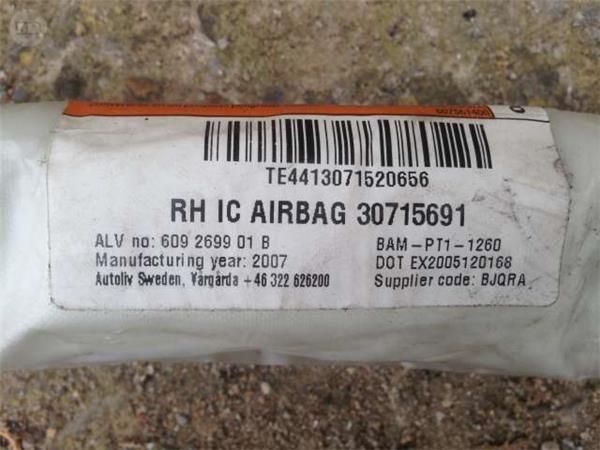 TE4413071520656
RH IC AIRBAG 30715691
ALV no: 609 2699 01 B
Manufacturing year: 2007
Autoliv Sweden, Vårgårda +46 322 626200
BAM-PT1-1260
DOT EX2005120168
Supplier code: BJQRA